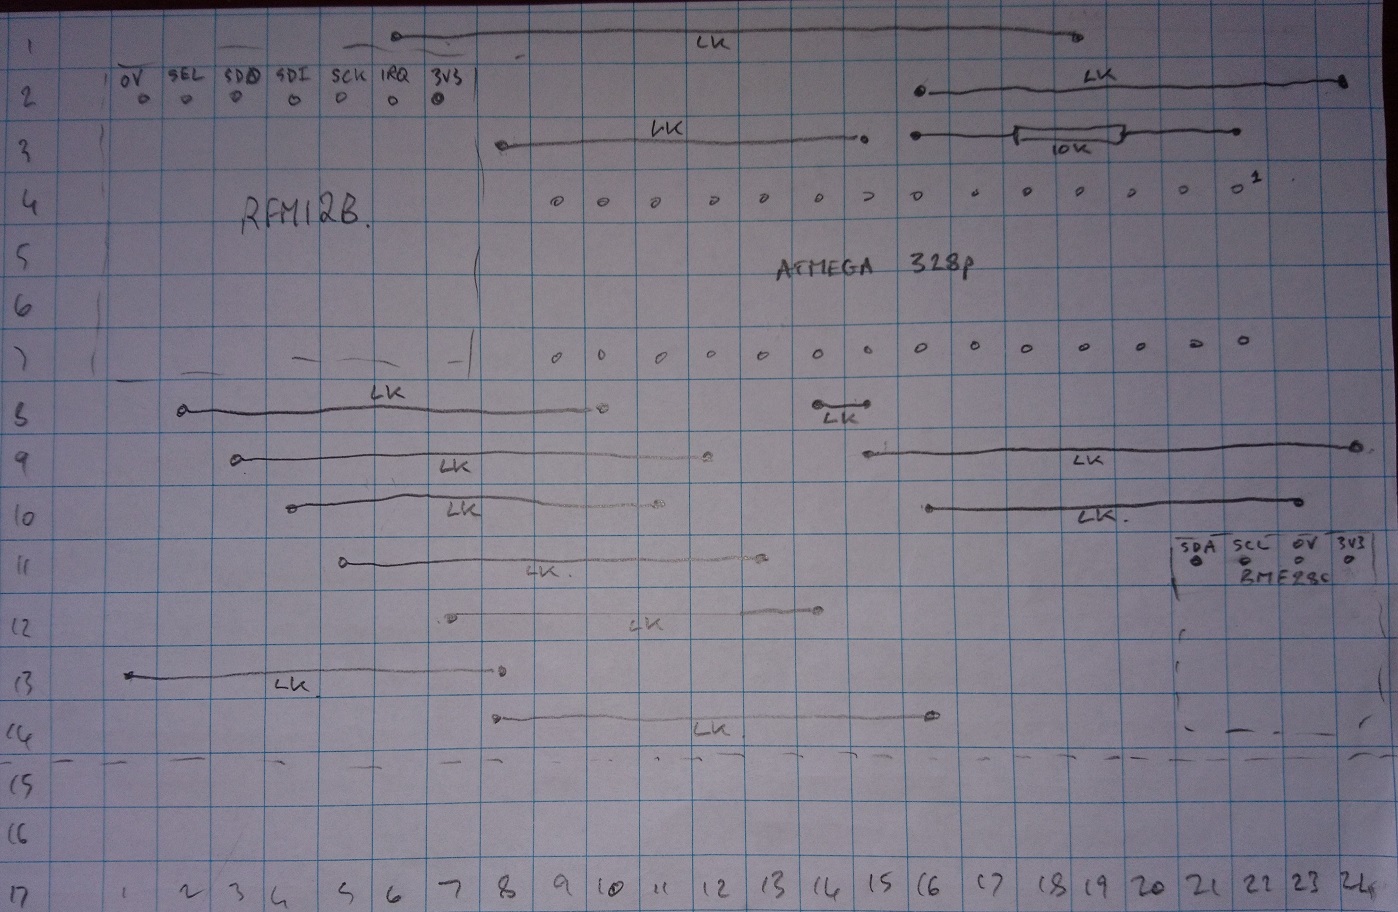 1 LK
OV SEL SDO SDI SCK IRQ 3V3
2 LK
3 LK 10K
4 RFM12B. 1
5 ATMEGA 328p
6
7
8 LK LK
9 LK LK
10 LK LK.
SDA SCL OV 3V3
11 LK. BME280
12 LK
13 LK
14 LK
15
16
17 1 2 3 4 5 6 7 8 9 10 11 12 13 14 15 16 17 18 19 20 21 22 23 24